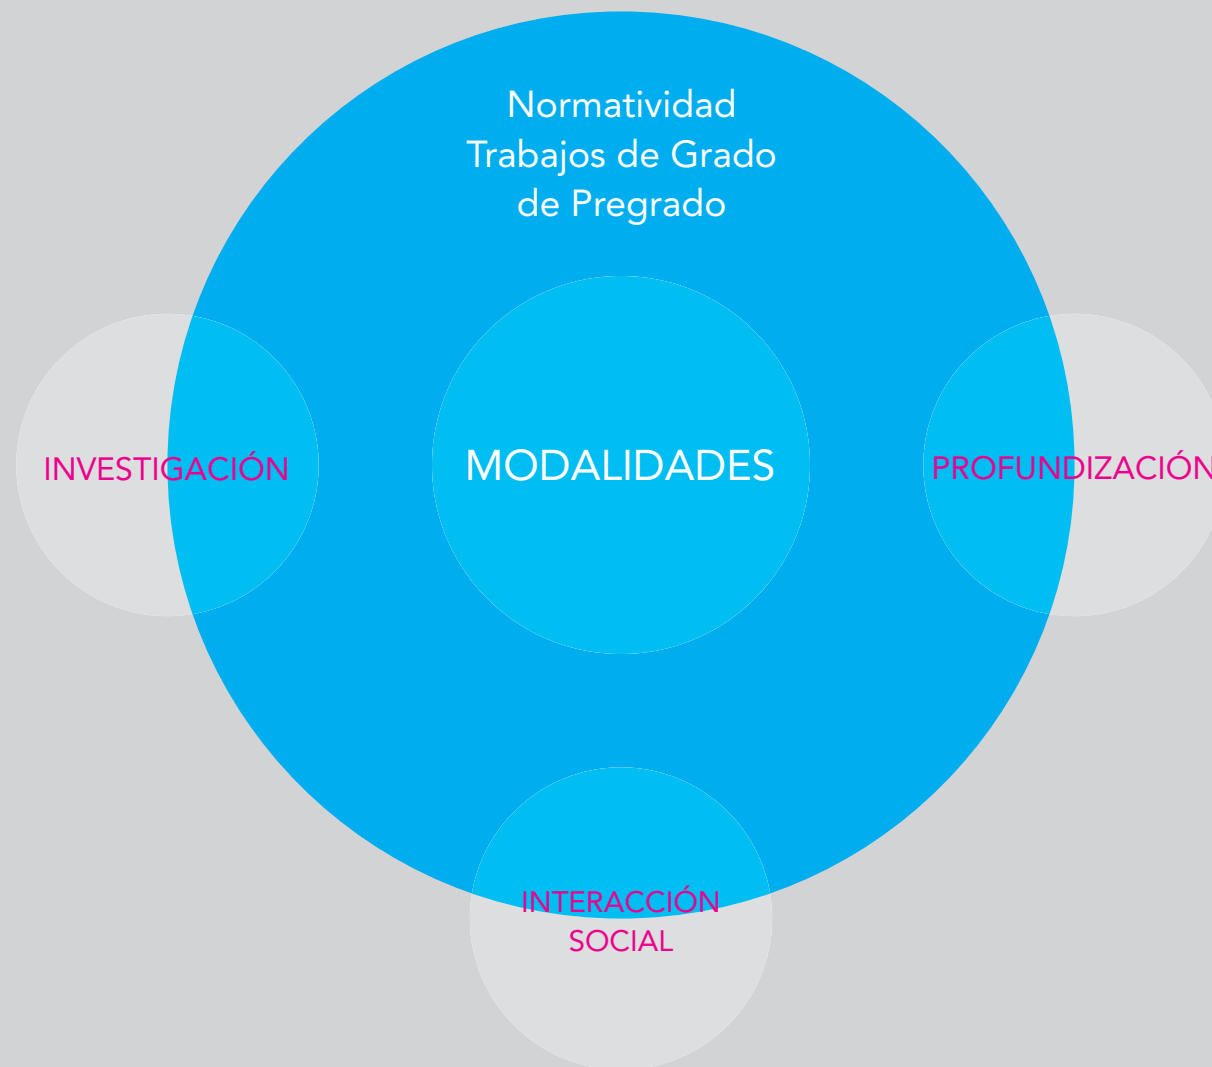 Normatividad
Trabajos de Grado
de Pregrado
INVESTIGACIÓN
MODALIDADES
PROFUNDIZACIÓN
INTERACCIÓN
SOCIAL